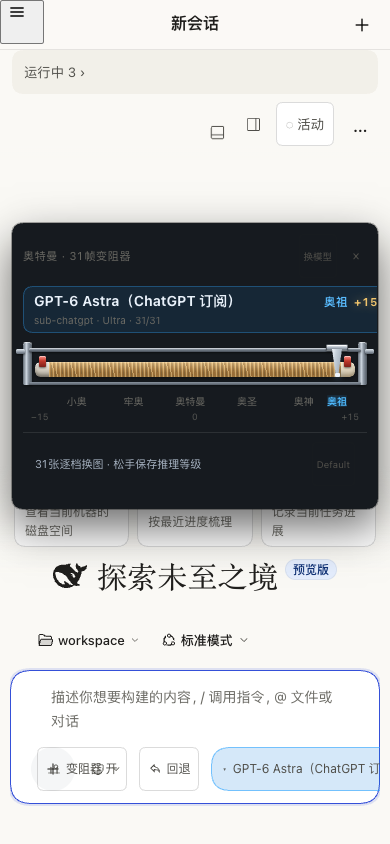 新会话
运行中 3 ›
活动
奥特曼 · 31帧变阻器
换模型
×
GPT-6 Astra（ChatGPT 订阅）
奥祖 +15
sub-chatgpt · Ultra · 31/31
小奥 牢奥 奥特曼 奥圣 奥神 奥祖
−15 0 +15
31张逐档换图 · 松手保存推理等级
Default
查看当前机器的
磁盘空间
按最近进度梳理
记录当前任务进
展
探索未至之境
预览版
workspace
标准模式
描述你想要构建的内容, / 调用指令, @ 文件或
对话
变阻器 开
回退
· GPT-6 Astra（ChatGPT 订